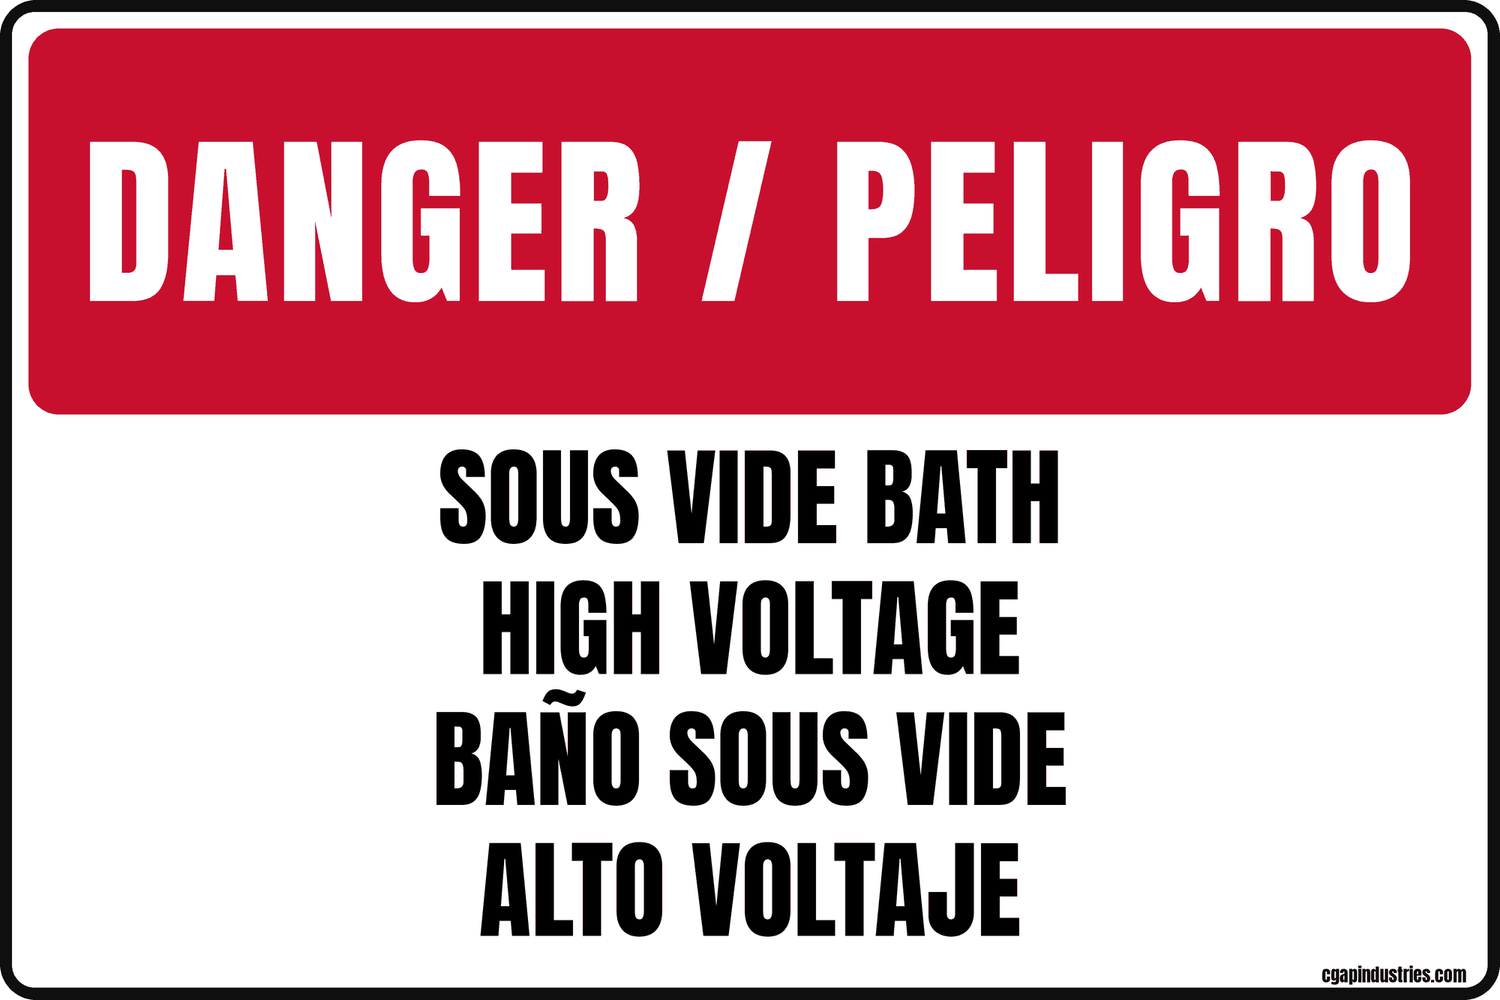 DANGER / PELIGRO
SOUS VIDE BATH
HIGH VOLTAGE
BAÑO SOUS VIDE
ALTO VOLTAJE
cgapindustries.com